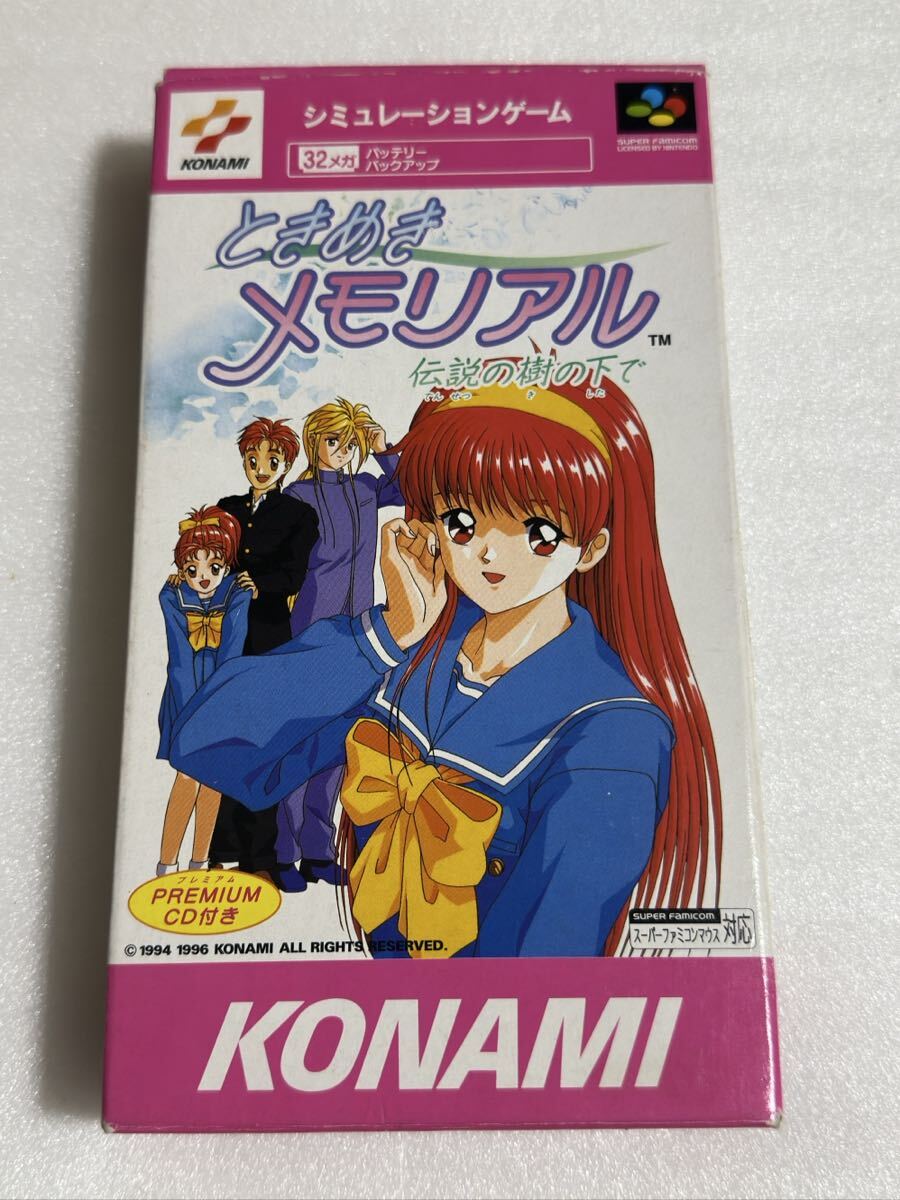 KONAMI
シミュレーションゲーム
32メガ
バッテリー
バックアップ
SUPER FAMICOM
LICENSED BY NINTENDO
ときめき
メモリアル™
伝説の樹の下で
でん せつ き した
プレミアム
PREMIUM
CD付き
SUPER FAMICOM
スーパーファミコンマウス 対応
© 1994 1996 KONAMI ALL RIGHTS RESERVED.
KONAMI